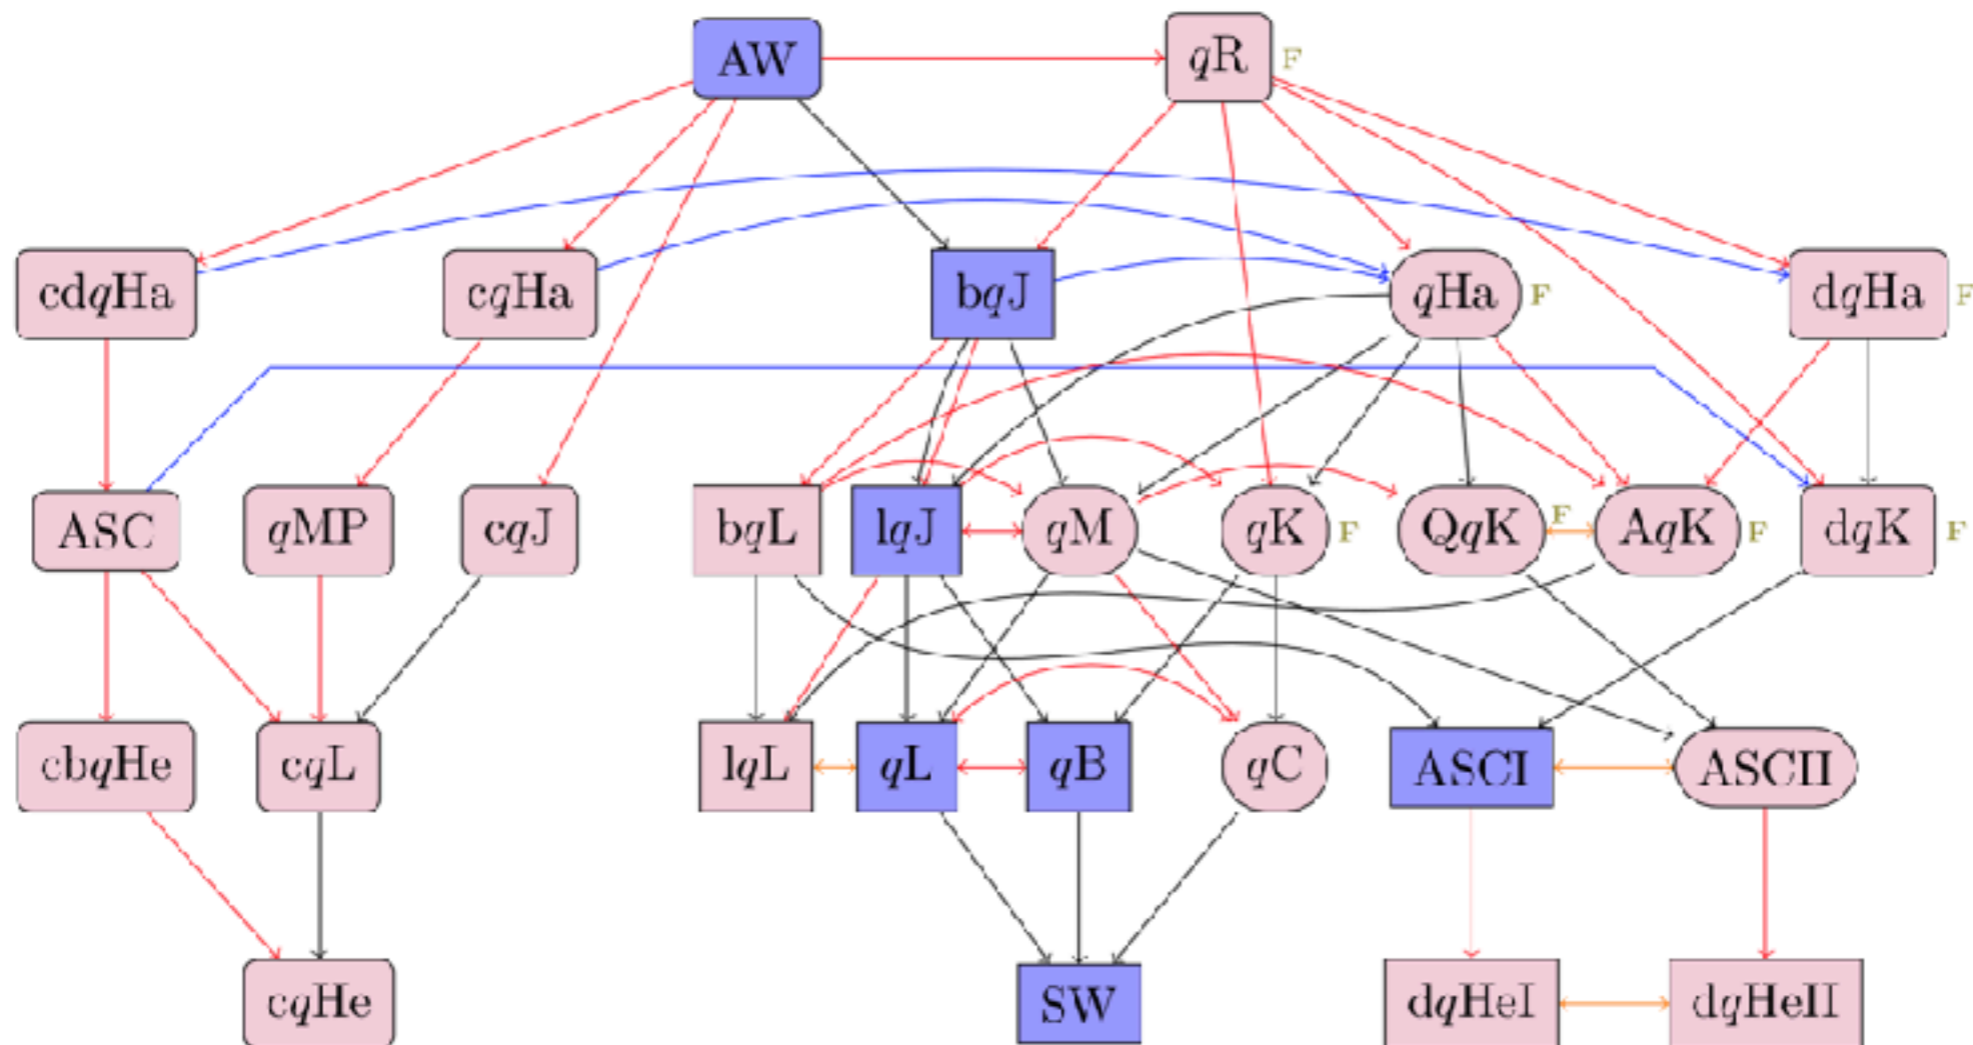 AW qR F
cdqHa cqHa bqJ qHa F dqHa F
ASC qMP cqJ bqL lqJ qM qK F QqK F AqK F dqK F
cbqHe cqL lqL qL qB qC ASCI ASCII
cqHe SW dqHeI dqHeII